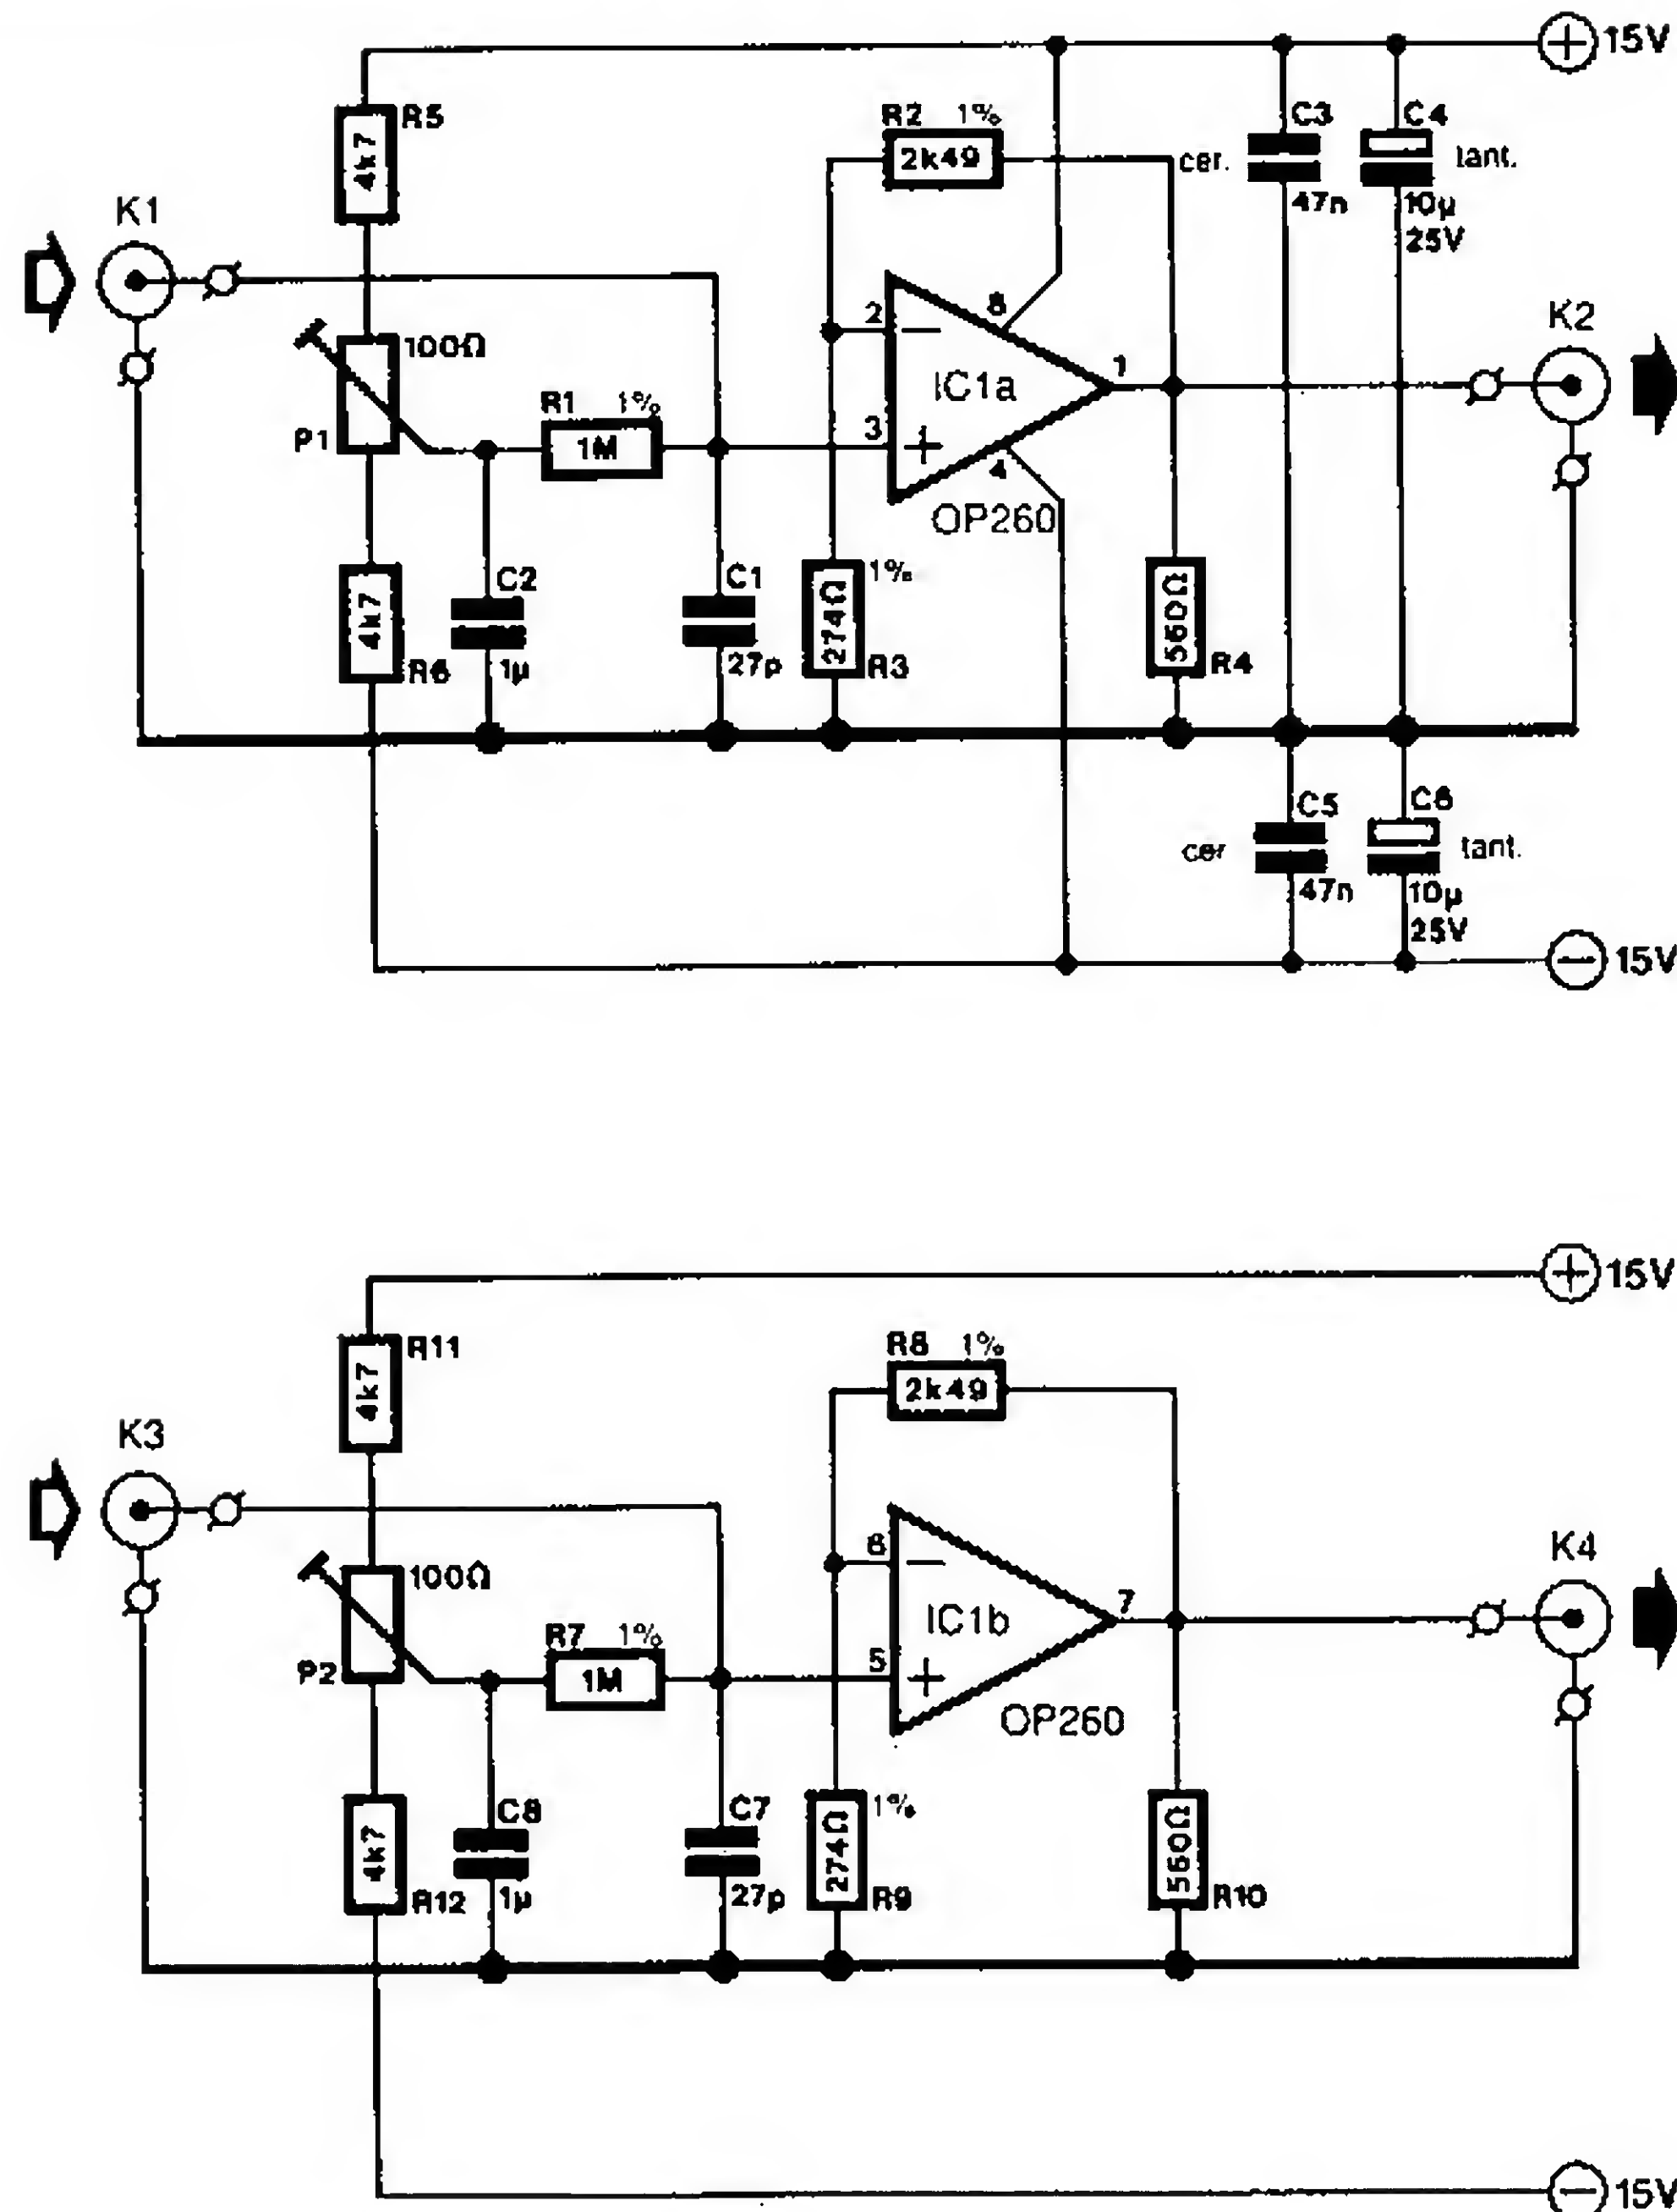 15V
R5
4k7
R2 1%
2k49
C3
cer.
47n
C4
tant.
10µ
25V
K1
100Ω
P1
R1 1%
1M
2
3
8
4
1
IC1a
OP260
K2
4k7
R6
C2
1µ
C1
27p
1%
274Ω
R3
560Ω
R4
C5
cer
47n
C6
tant.
10µ
25V
15V
15V
R11
4k7
R8 1%
2k49
K3
100Ω
P2
R7 1%
1M
6
5
7
IC1b
OP260
K4
4k7
R12
C8
1µ
C7
27p
1%
274Ω
R9
560Ω
R10
15V